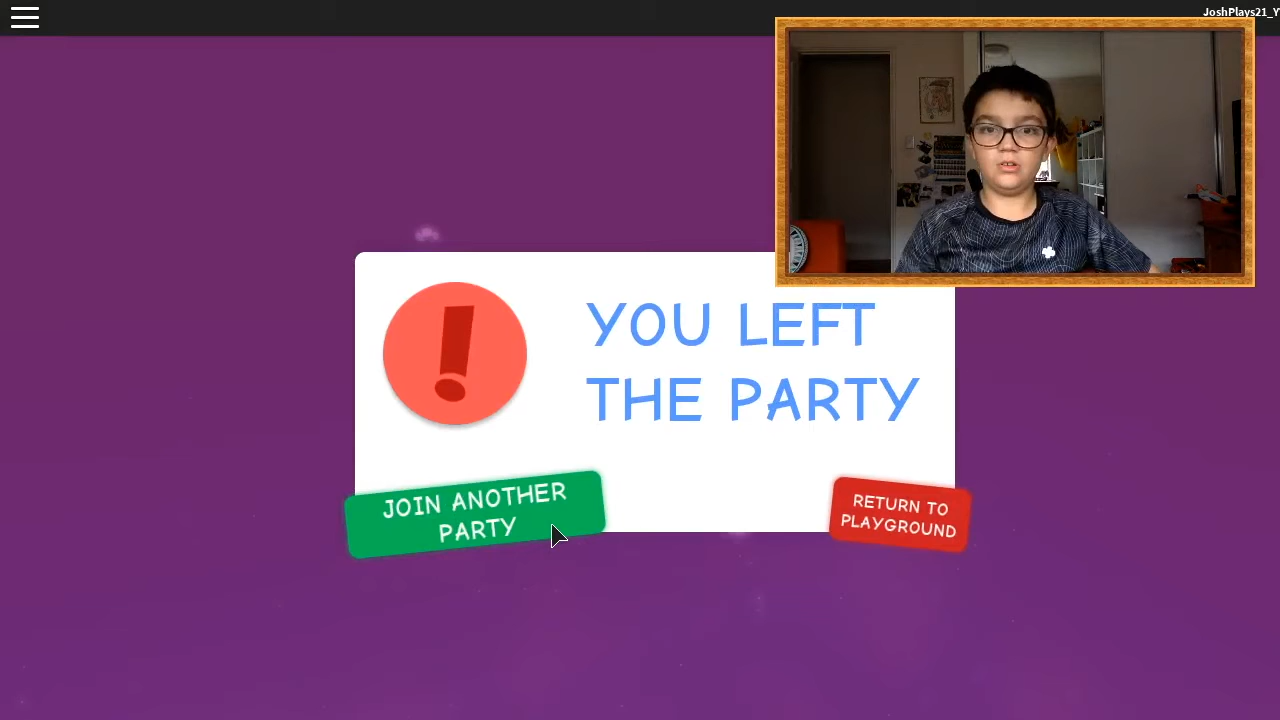 JoshPlays21_Y
YOU LEFT
THE PARTY
JOIN ANOTHER
PARTY
RETURN TO
PLAYGROUND